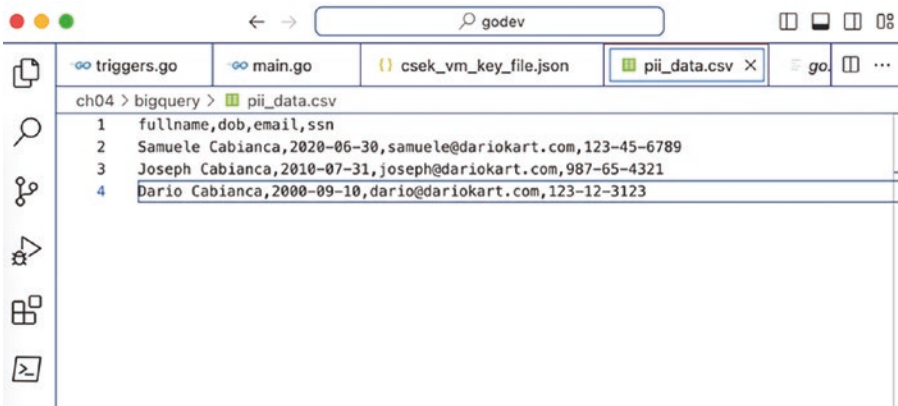 godev
triggers.go main.go csek_vm_key_file.json pii_data.csv go.
ch04 > bigquery > pii_data.csv
1 fullname,dob,email,ssn
2 Samuele Cabianca,2020-06-30,samuele@dariokart.com,123-45-6789
3 Joseph Cabianca,2010-07-31,joseph@dariokart.com,987-65-4321
4 Dario Cabianca,2000-09-10,dario@dariokart.com,123-12-3123